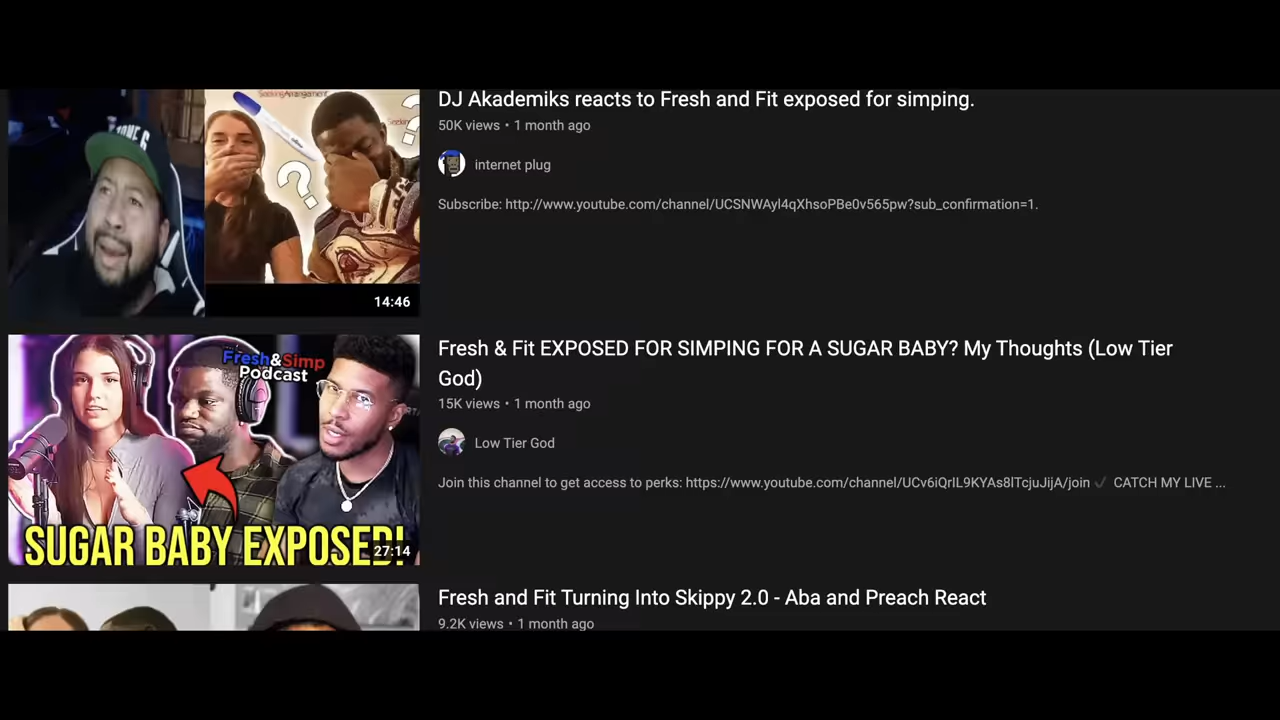 SeekingArrangement
DJ Akademiks reacts to Fresh and Fit exposed for simping.
50K views • 1 month ago
internet plug
Subscribe: http://www.youtube.com/channel/UCSNWAyl4qXhsoPBe0v565pw?sub_confirmation=1.
14:46
Fresh&Simp
Podcast
SUGAR BABY EXPOSED!
27:14
Fresh & Fit EXPOSED FOR SIMPING FOR A SUGAR BABY? My Thoughts (Low Tier
God)
15K views • 1 month ago
Low Tier God
Join this channel to get access to perks: https://www.youtube.com/channel/UCv6iQrIL9KYAs8ITcjuJijA/join ✓ CATCH MY LIVE ...
Fresh and Fit Turning Into Skippy 2.0 - Aba and Preach React
9.2K views • 1 month ago